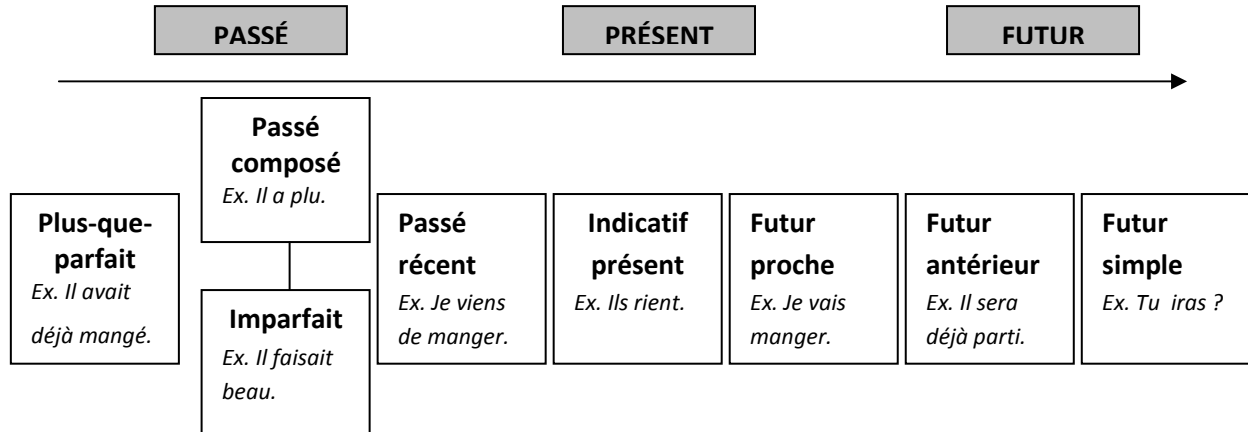 PASSÉ
PRÉSENT
FUTUR
Passé
composé
Ex. Il a plu.
Plus-que-
parfait
Ex. Il avait
déjà mangé.
Imparfait
Ex. Il faisait
beau.
Passé
récent
Ex. Je viens
de manger.
Indicatif
présent
Ex. Ils rient.
Futur
proche
Ex. Je vais
manger.
Futur
antérieur
Ex. Il sera
déjà parti.
Futur
simple
Ex. Tu iras ?